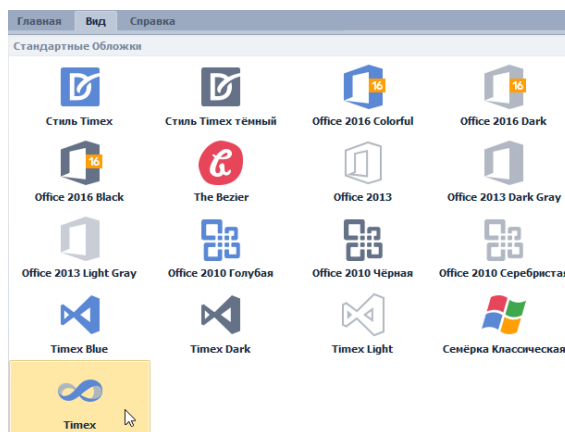 Главная Вид Справка
Стандартные Обложки
16 16
Стиль Timex Стиль Timex тёмный Office 2016 Colorful Office 2016 Dark
16
Office 2016 Black The Bezier Office 2013 Office 2013 Dark Gray
Office 2013 Light Gray Office 2010 Голубая Office 2010 Чёрная Office 2010 Серебристая
Timex Blue Timex Dark Timex Light Семёрка Классическая
Timex